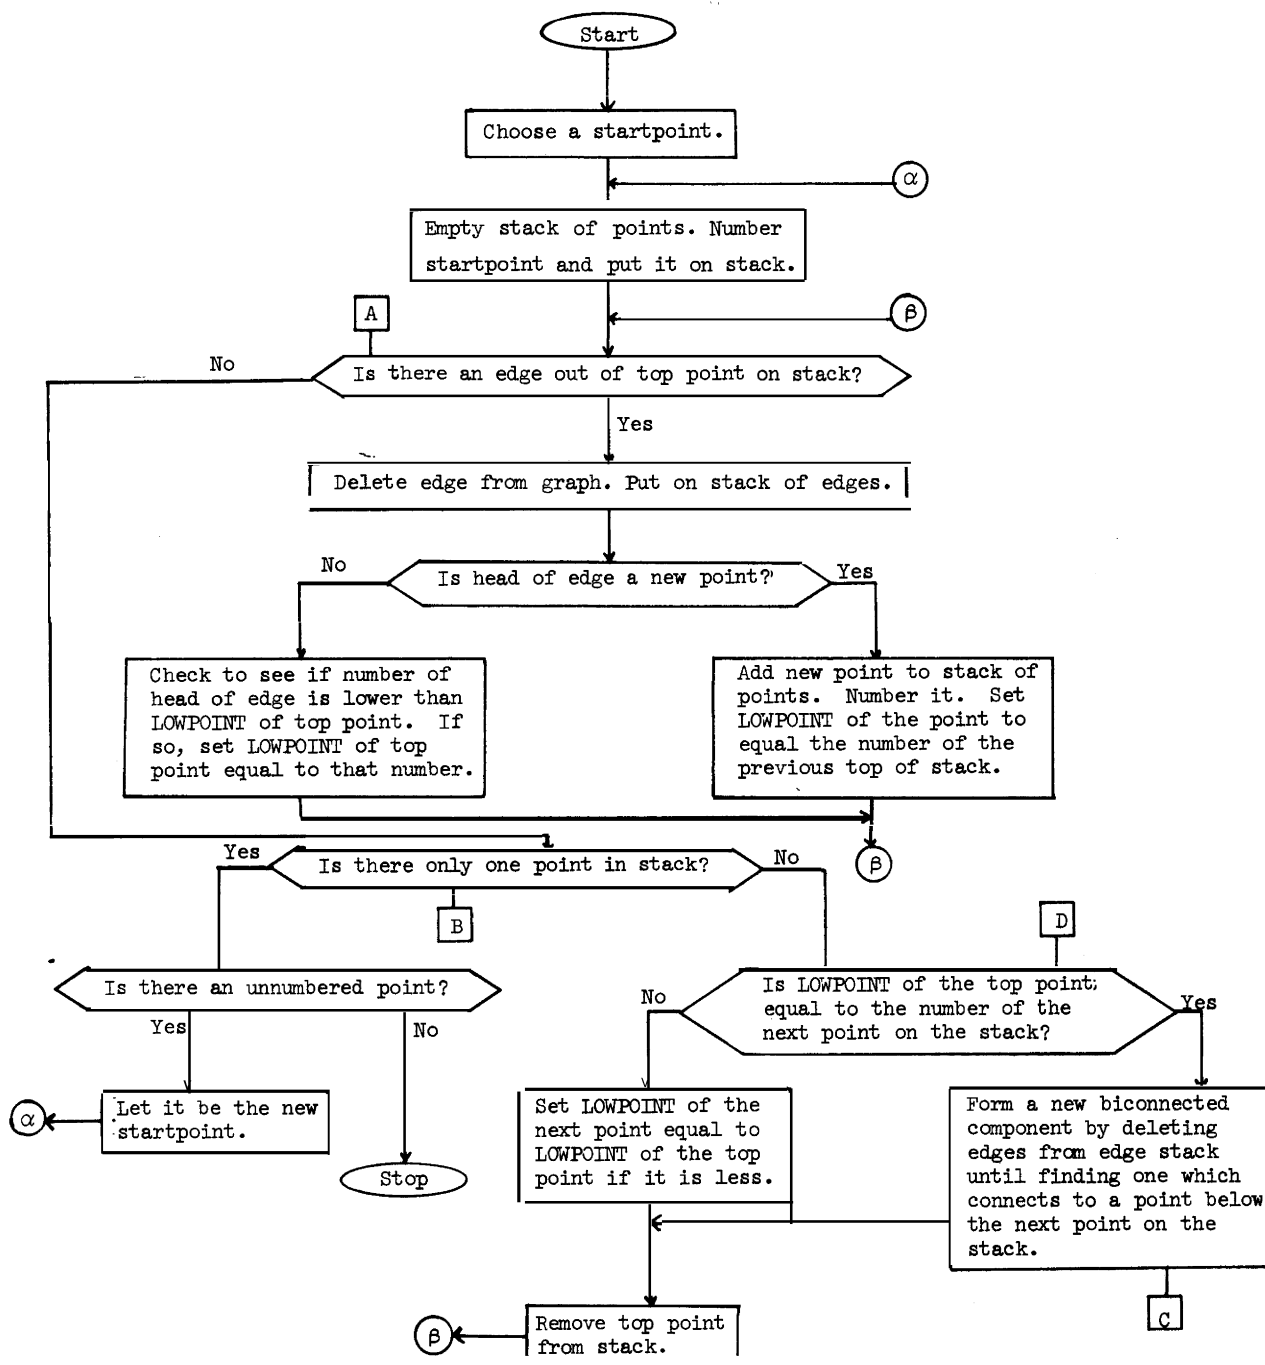 Start
Choose a startpoint.
α
Empty stack of points. Number
startpoint and put it on stack.
A
β
No
Is there an edge out of top point on stack?
Yes
Delete edge from graph. Put on stack of edges.
No
Is head of edge a new point?
Yes
Check to see if number of
head of edge is lower than
LOWPOINT of top point. If
so, set LOWPOINT of top
point equal to that number.
Add new point to stack of
points. Number it. Set
LOWPOINT of the point to
equal the number of the
previous top of stack.
Yes
Is there only one point in stack?
No
β
B
D
Is there an unnumbered point?
No
Is LOWPOINT of the top point
equal to the number of the
next point on the stack?
Yes
Yes
No
α
Let it be the new
startpoint.
Stop
Set LOWPOINT of the
next point equal to
LOWPOINT of the top
point if it is less.
Form a new biconnected
component by deleting
edges from edge stack
until finding one which
connects to a point below
the next point on the
stack.
C
β
Remove top point
from stack.